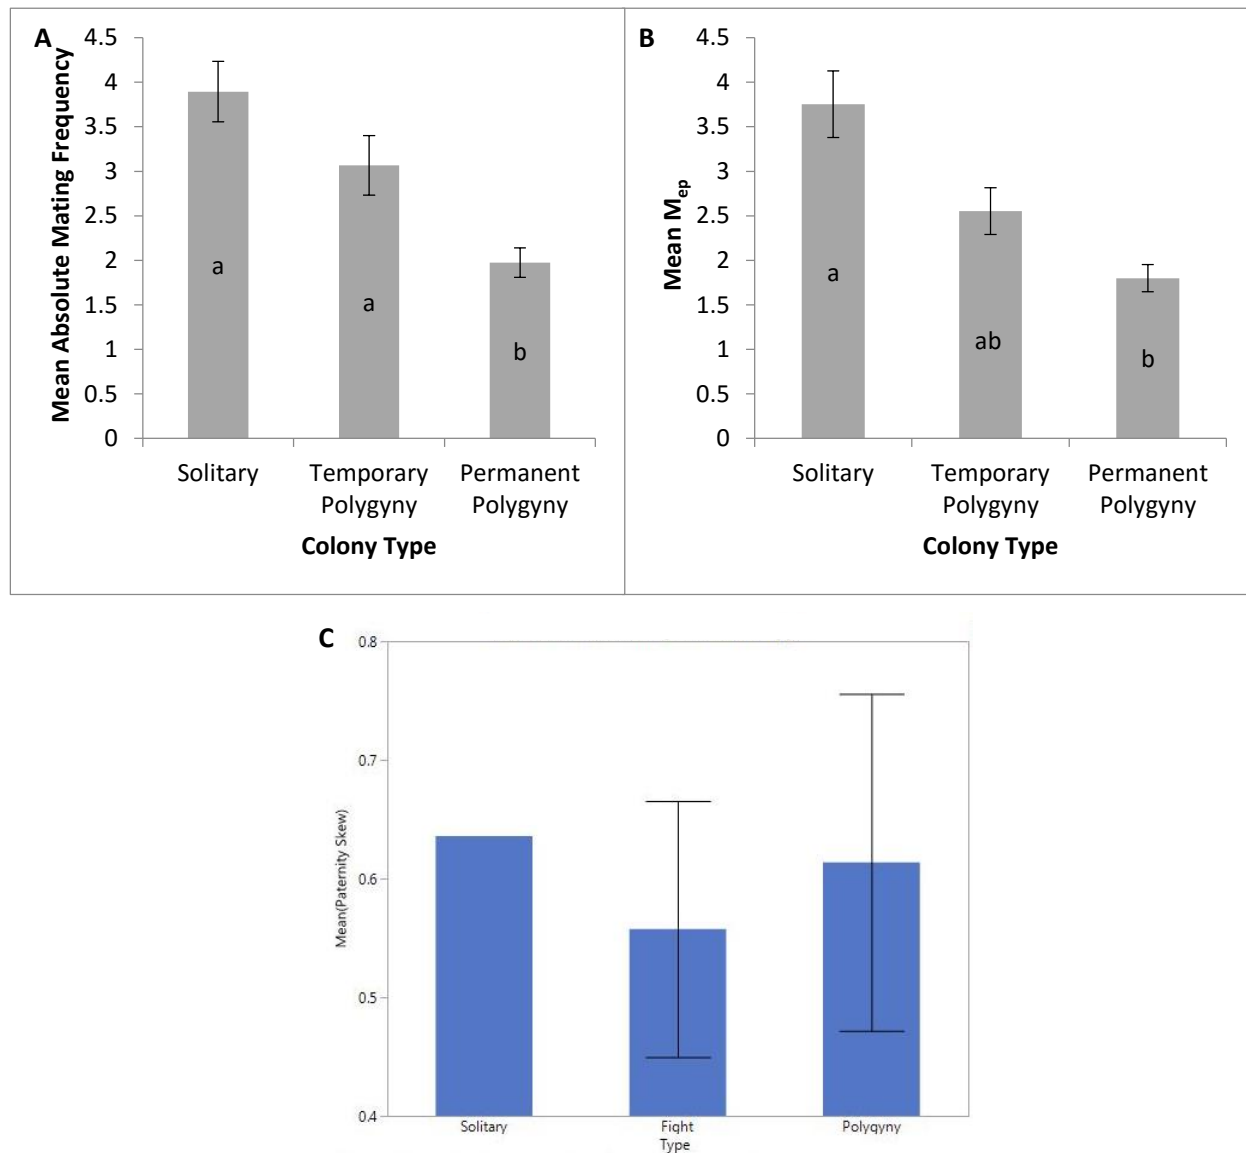 A
Mean Absolute Mating Frequency
4.5
4
3.5
3
2.5
2
1.5
1
0.5
0
a
a
b
Solitary
Temporary
Polygyny
Permanent
Polygyny
Colony Type
B
Mean Mep
4.5
4
3.5
3
2.5
2
1.5
1
0.5
0
a
ab
b
Solitary
Temporary
Polygyny
Permanent
Polygyny
Colony Type
C
Mean(Paternity Skew)
0.8
0.7
0.6
0.5
0.4
Solitary
Fight
Polygyny
Type